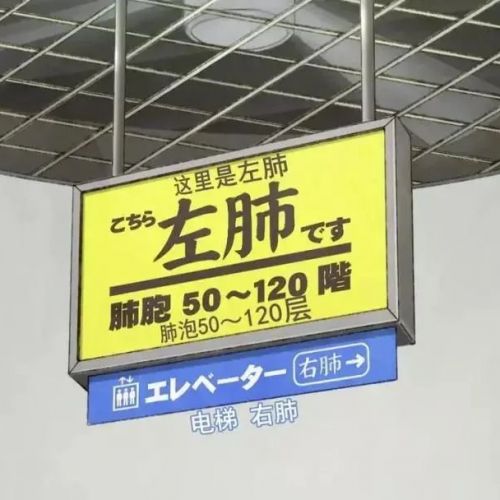 这里是左肺
こちら左肺です
肺胞 50～120 階
肺泡50～120层
エレベーター 右肺→
电梯 右肺